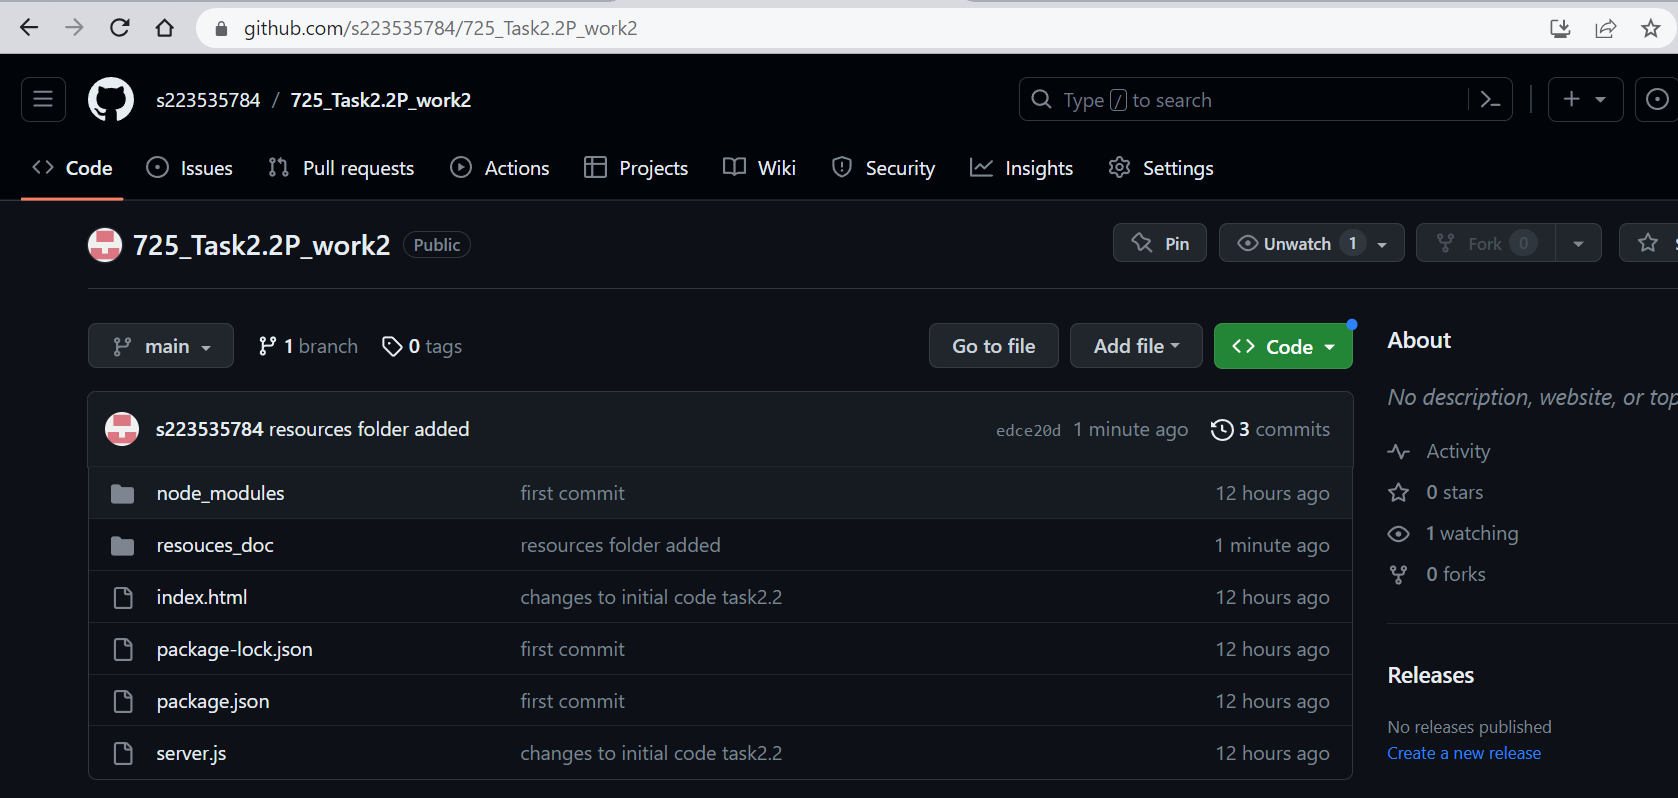 github.com/s223535784/725_Task2.2P_work2
s223535784 / 725_Task2.2P_work2
Type / to search
Code Issues Pull requests Actions Projects Wiki Security Insights Settings
725_Task2.2P_work2 Public
Pin Unwatch 1 Fork 0
main 1 branch 0 tags Go to file Add file Code
s223535784 resources folder added edce20d 1 minute ago 3 commits
node_modules first commit 12 hours ago
resouces_doc resources folder added 1 minute ago
index.html changes to initial code task2.2 12 hours ago
package-lock.json first commit 12 hours ago
package.json first commit 12 hours ago
server.js changes to initial code task2.2 12 hours ago
About
No description, website, or top
Activity
0 stars
1 watching
0 forks
Releases
No releases published
Create a new release